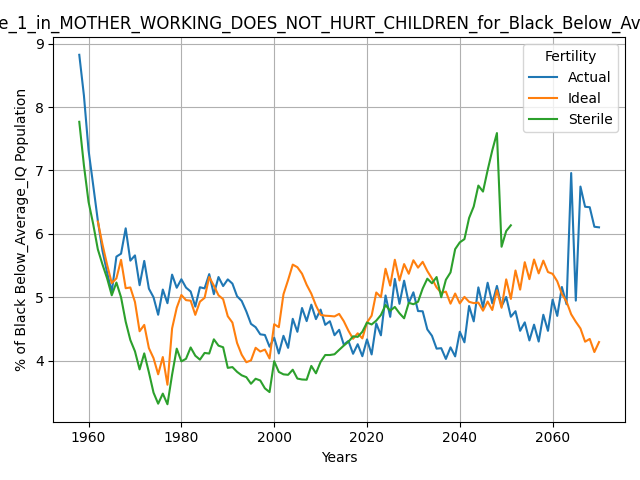 e_1_in_MOTHER_WORKING_DOES_NOT_HURT_CHILDREN_for_Black_Below_Av
Fertility
Actual
Ideal
Sterile
% of Black Below_Average_IQ Population
9
8
7
6
5
4
1960 1980 2000 2020 2040 2060
Years